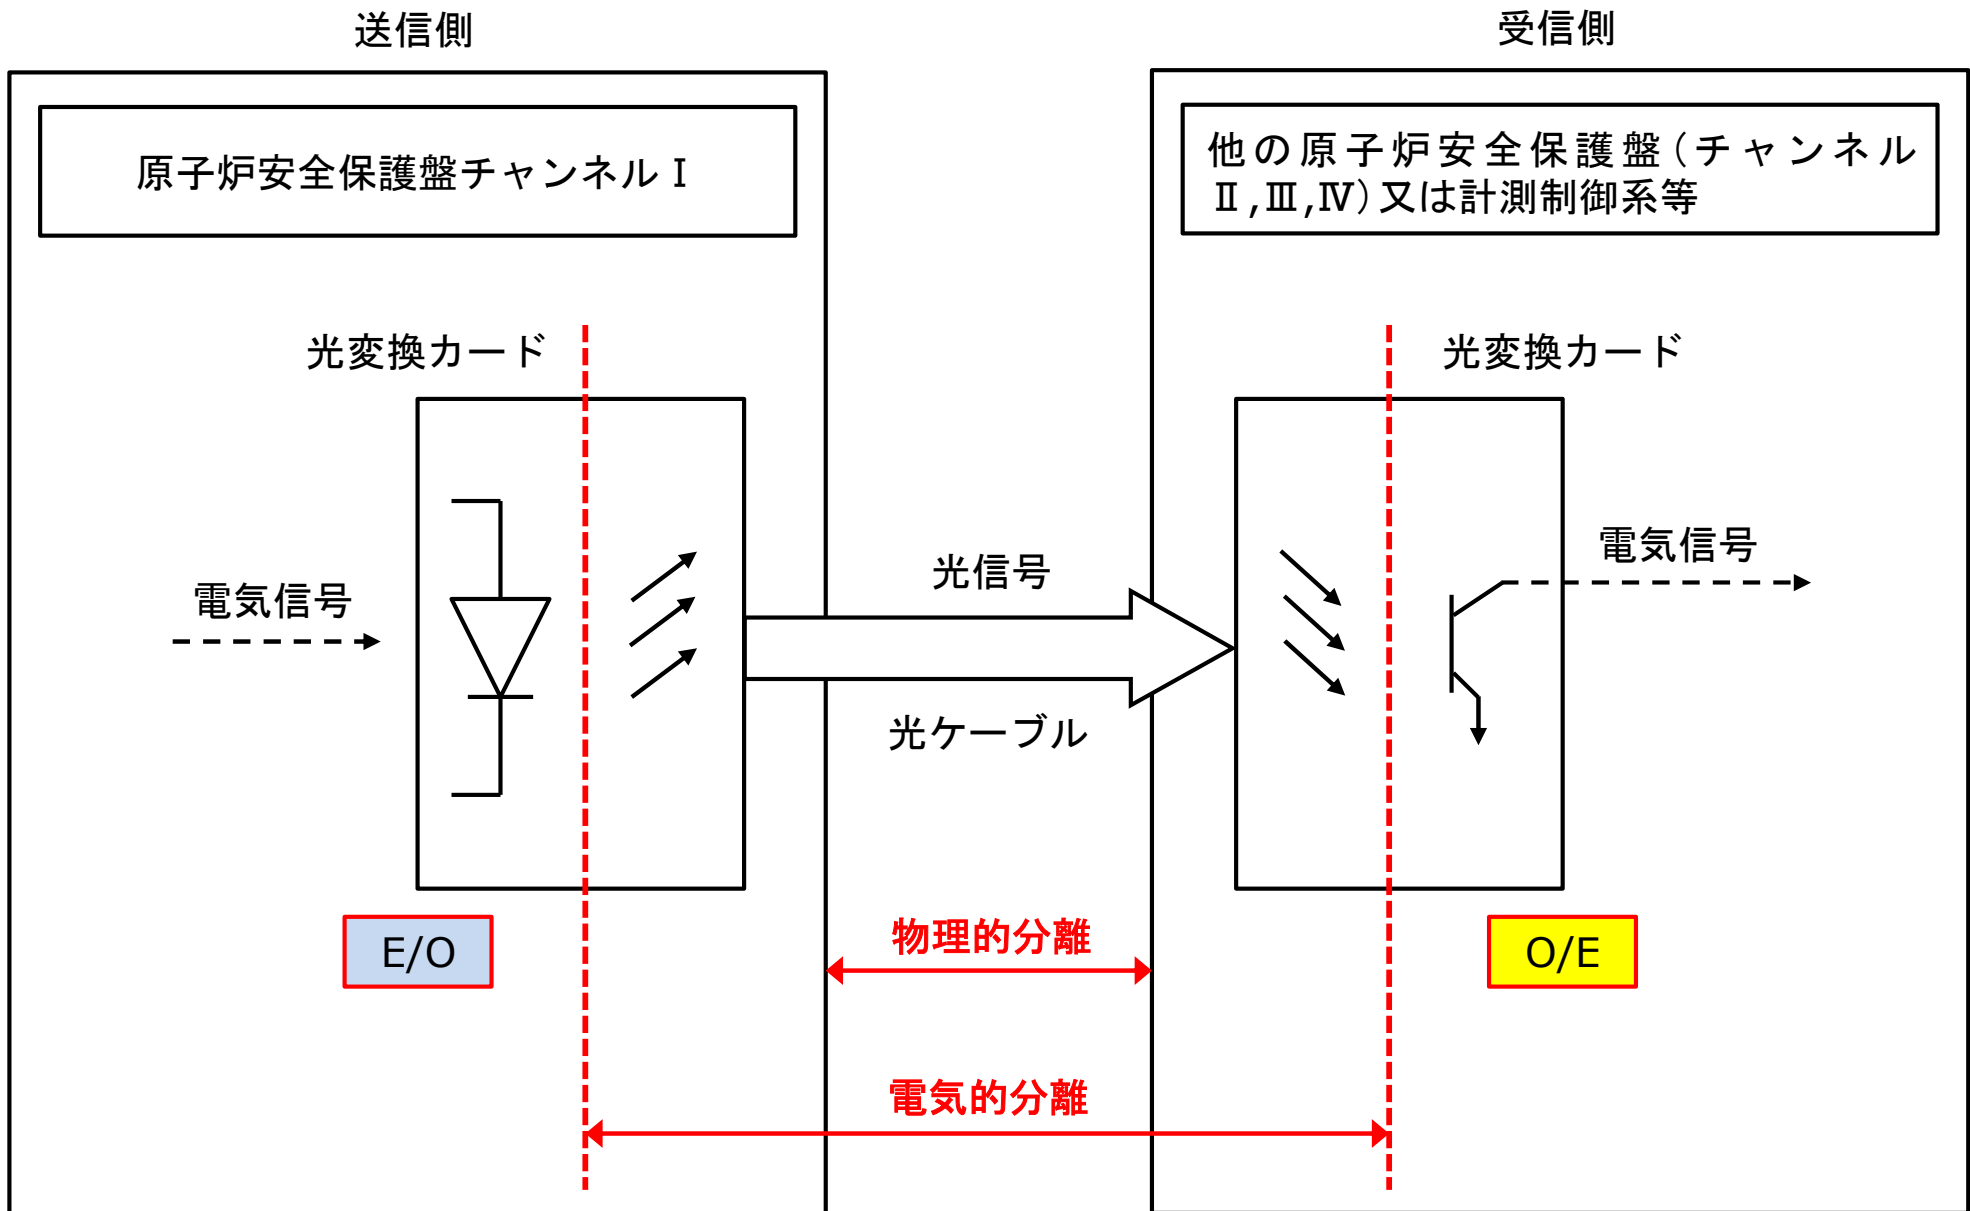 送信側
受信側
原子炉安全保護盤チャンネルⅠ
他の原子炉安全保護盤(チャンネル
Ⅱ,Ⅲ,Ⅳ)又は計測制御系等
光変換カード
光変換カード
電気信号
光信号
電気信号
光ケーブル
E/O
物理的分離
O/E
電気的分離